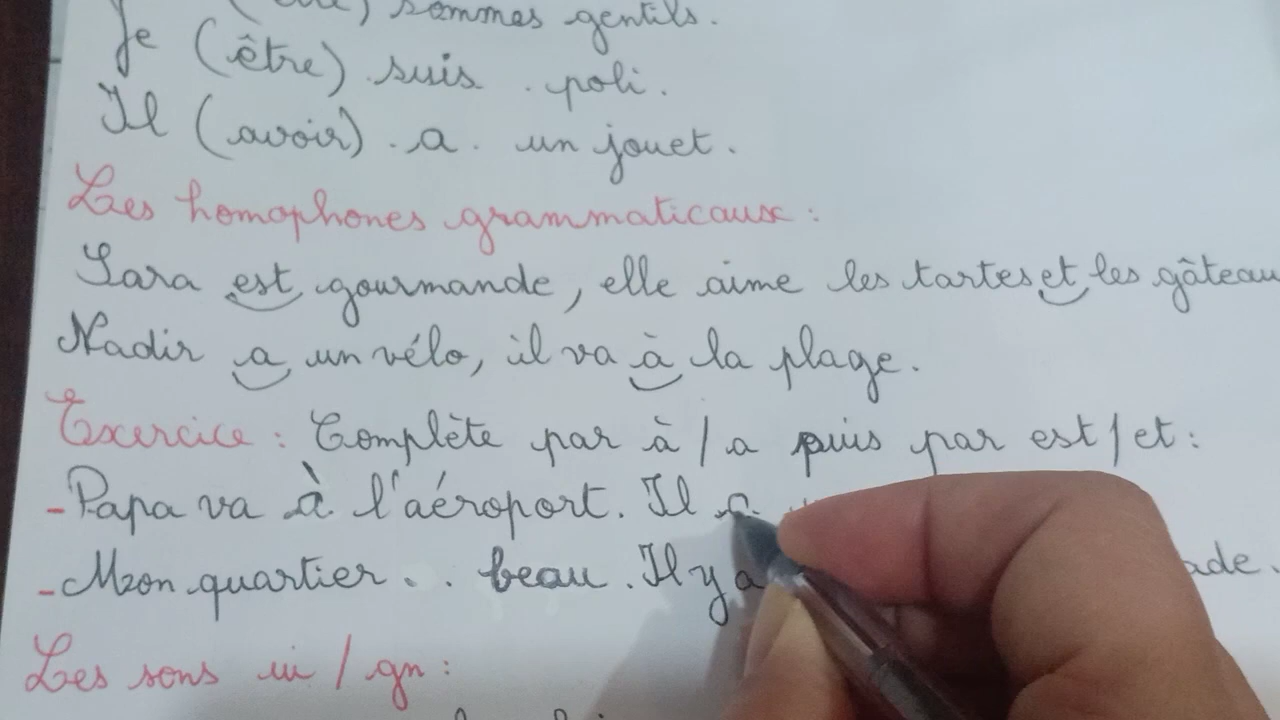 sommes gentils.
Je (être) suis . poli.
Il (avoir) . a . un jouet.
Les homophones grammaticaux :
Sara est gourmande, elle aime les tartes et les gâteau
Nadir a un vélo, il va à la plage.
Exercice : Complète par à / a puis par est / et :
- Papa va à l'aéroport. Il a
- Mon quartier . . beau . Il y a ade.
Les sons in / gn :